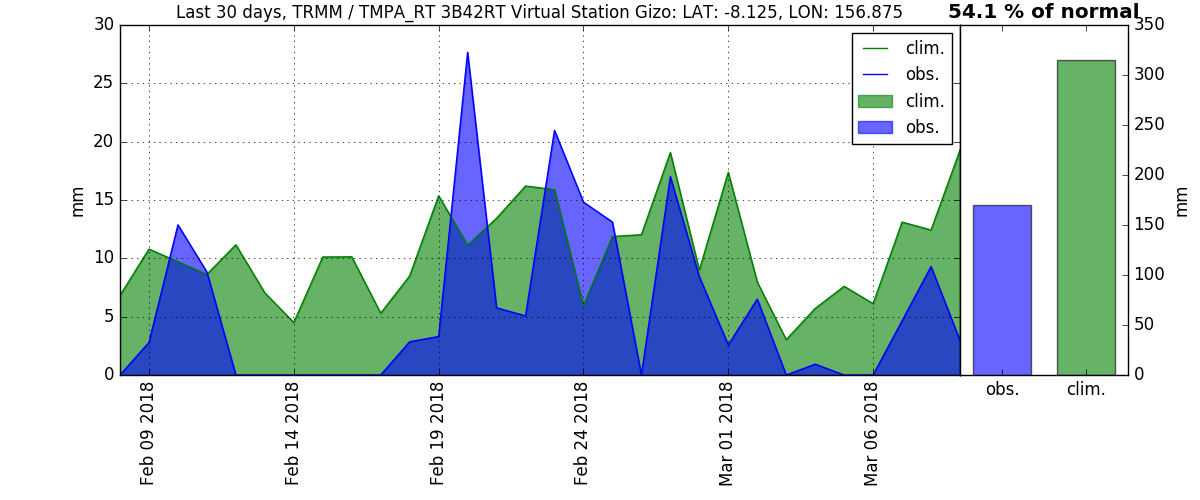 Last 30 days, TRMM / TMPA_RT 3B42RT Virtual Station Gizo: LAT: -8.125, LON: 156.875
54.1 % of normal
30
25
20
15
10
5
0
mm
clim.
obs.
clim.
obs.
350
300
250
200
150
100
50
0
mm
obs.
clim.
Feb 09 2018
Feb 14 2018
Feb 19 2018
Feb 24 2018
Mar 01 2018
Mar 06 2018